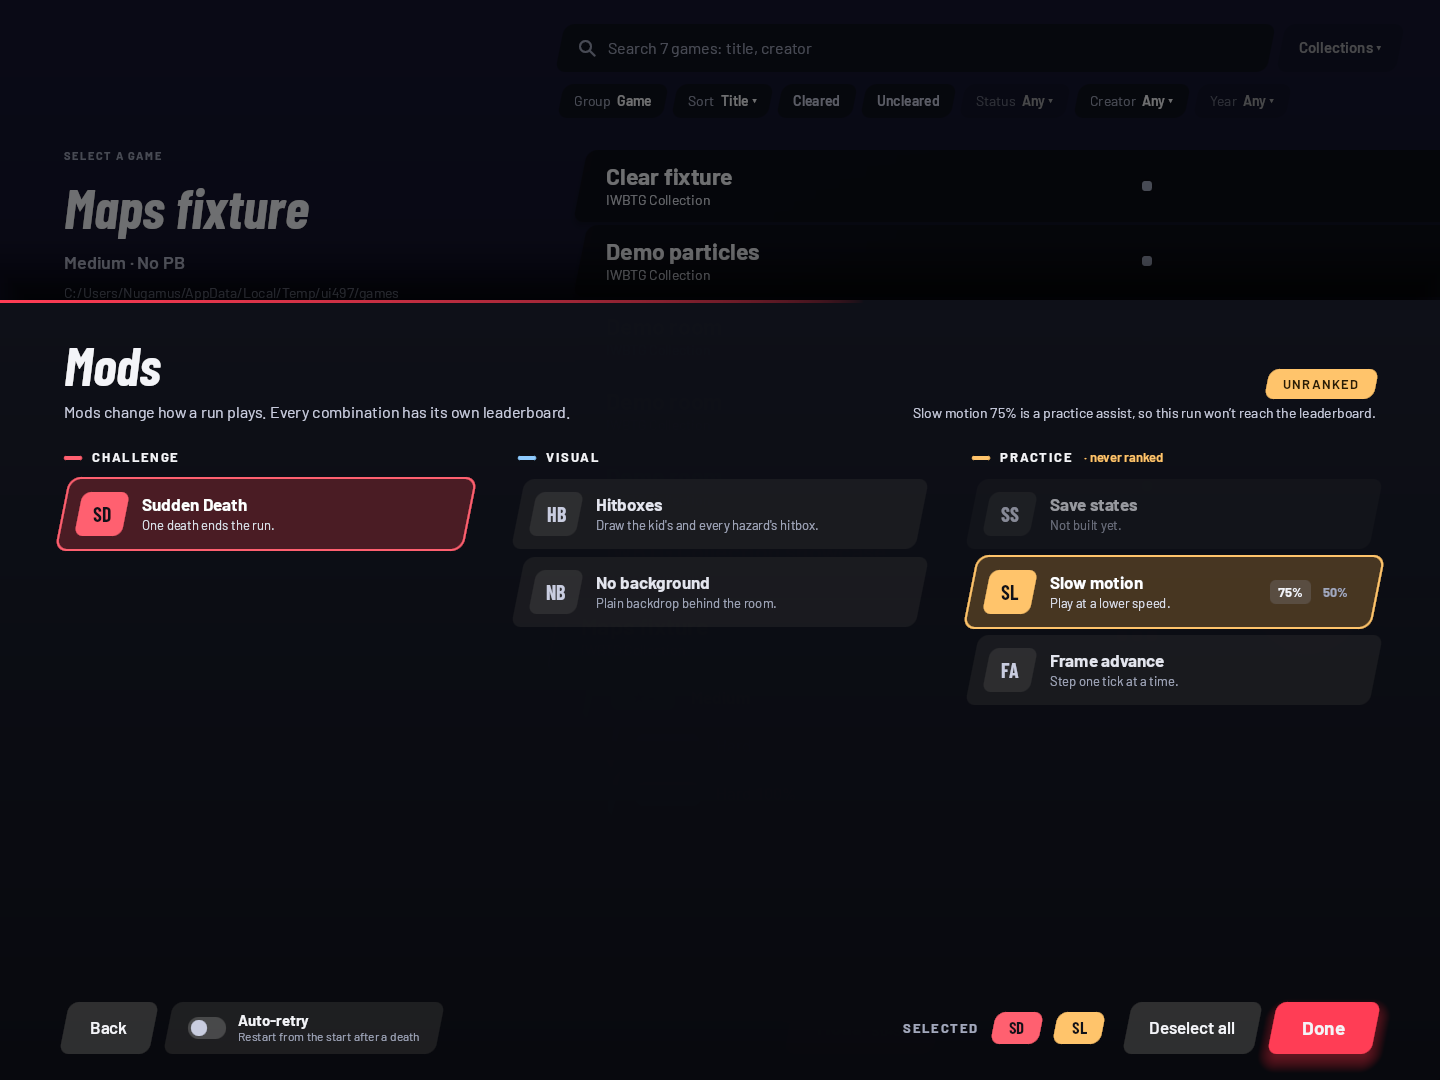 Search 7 games: title, creator
Collections ▾
Group Game
Sort Title ▾
Cleared
Uncleared
Status Any ▾
Creator Any ▾
Year Any ▾
SELECT A GAME
Maps fixture
Medium · No PB
C:/Users/Nugamus/AppData/Local/Temp/ui497/games
Clear fixture
IWBTG Collection
Demo particles
IWBTG Collection
Mods
Mods change how a run plays. Every combination has its own leaderboard.
UNRANKED
Slow motion 75% is a practice assist, so this run won't reach the leaderboard.
CHALLENGE
SD
Sudden Death
One death ends the run.
VISUAL
HB
Hitboxes
Draw the kid's and every hazard's hitbox.
NB
No background
Plain backdrop behind the room.
PRACTICE · never ranked
SS
Save states
Not built yet.
SL
Slow motion
Play at a lower speed.
75% 50%
FA
Frame advance
Step one tick at a time.
Back
Auto-retry
Restart from the start after a death
SELECTED SD SL
Deselect all
Done